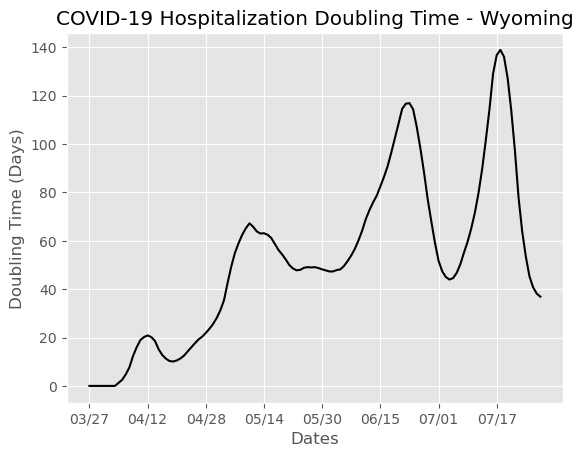 COVID-19 Hospitalization Doubling Time - Wyoming
140
120
100
80
60
40
20
0
Doubling Time (Days)
03/27 04/12 04/28 05/14 05/30 06/15 07/01 07/17
Dates